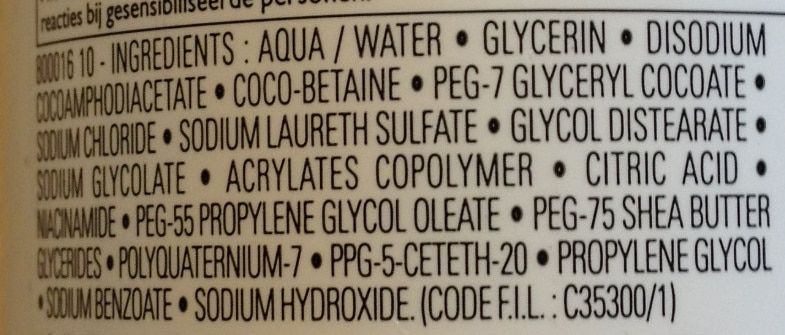 reacties bij gesensibiliseerde personen.
800016 10 - INGREDIENTS : AQUA / WATER • GLYCERIN • DISODIUM
COCOAMPHODIACETATE • COCO-BETAINE • PEG-7 GLYCERYL COCOATE •
SODIUM CHLORIDE • SODIUM LAURETH SULFATE • GLYCOL DISTEARATE •
SODIUM GLYCOLATE • ACRYLATES COPOLYMER • CITRIC ACID •
NIACINAMIDE • PEG-55 PROPYLENE GLYCOL OLEATE • PEG-75 SHEA BUTTER
GLYCERIDES • POLYQUATERNIUM-7 • PPG-5-CETETH-20 • PROPYLENE GLYCOL
• SODIUM BENZOATE • SODIUM HYDROXIDE. (CODE F.I.L. : C35300/1)